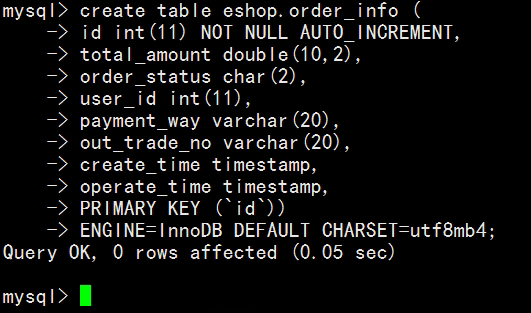 mysql> create table eshop.order_info (
    -> id int(11) NOT NULL AUTO_INCREMENT,
    -> total_amount double(10,2),
    -> order_status char(2),
    -> user_id int(11),
    -> payment_way varchar(20),
    -> out_trade_no varchar(20),
    -> create_time timestamp,
    -> operate_time timestamp,
    -> PRIMARY KEY (`id`))
    -> ENGINE=InnoDB DEFAULT CHARSET=utf8mb4;
Query OK, 0 rows affected (0.05 sec)
mysql>